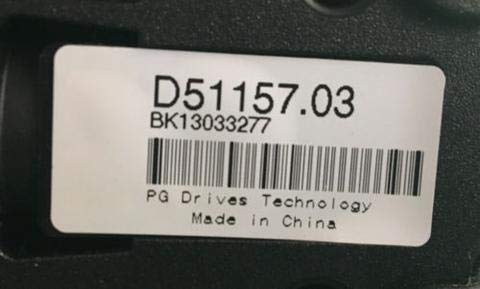 D51157.03
BK13033277
PG Drives Technology
Made in China